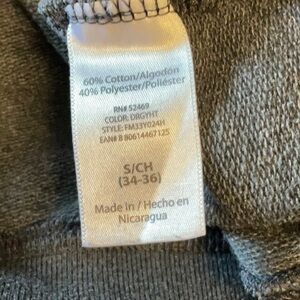 60% Cotton/Algodón
40% Polyester/Poliéster
RN# 52469
COLOR: DRGYHT
STYLE: FM33Y024H
EAN# 8 80614467125
S/CH
(34-36)
Made in / Hecho en
Nicaragua